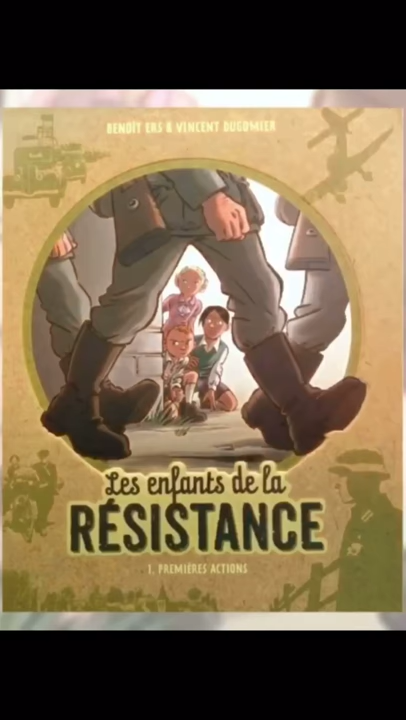 BENOÎT ERS & VINCENT DUGOMIER
Les enfants de la
RÉSISTANCE
1. PREMIÈRES ACTIONS